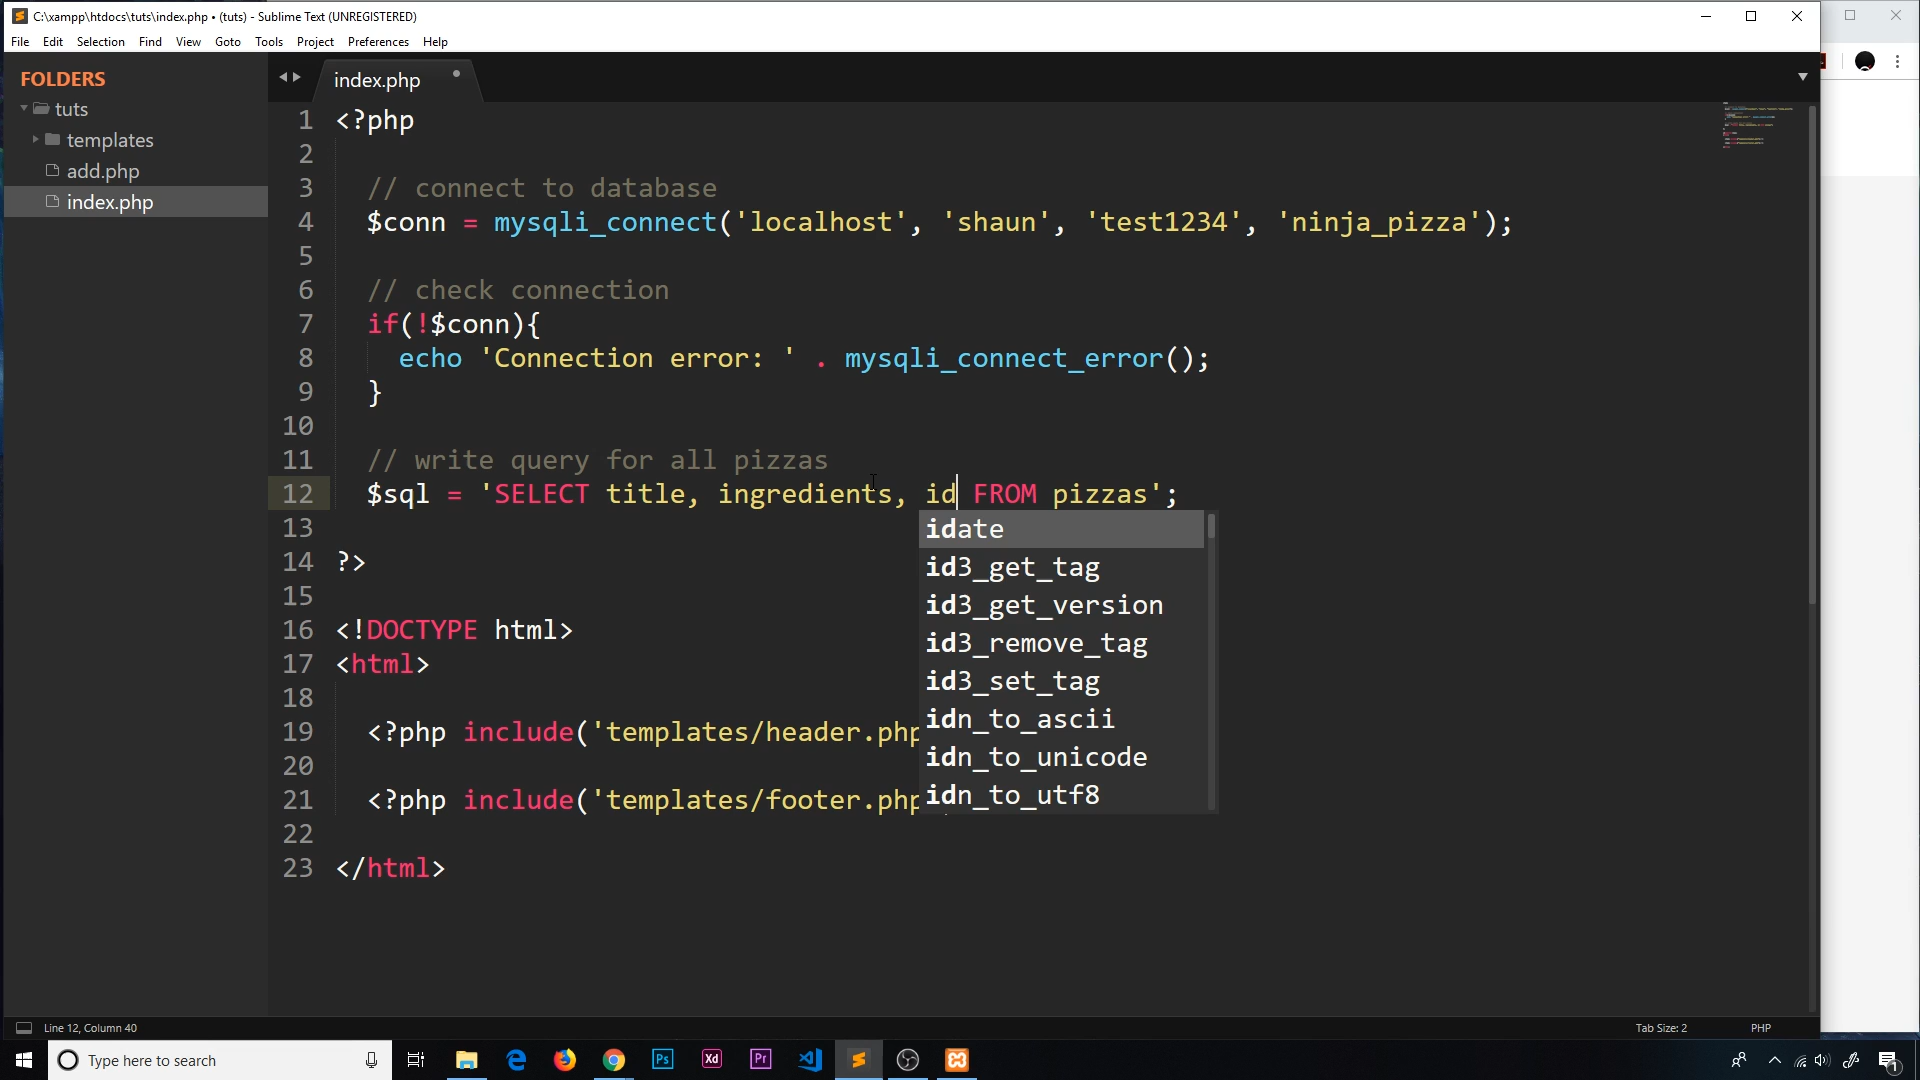 C:\xampp\htdocs\tuts\index.php • (tuts) - Sublime Text (UNREGISTERED)
File Edit Selection Find View Goto Tools Project Preferences Help
FOLDERS
tuts
templates
add.php
index.php
index.php
1 <?php
2
3 // connect to database
4 $conn = mysqli_connect('localhost', 'shaun', 'test1234', 'ninja_pizza');
5
6 // check connection
7 if(!$conn){
8 echo 'Connection error: ' . mysqli_connect_error();
9 }
10
11 // write query for all pizzas
12 $sql = 'SELECT title, ingredients, id FROM pizzas';
13
14 ?>
15
16 <!DOCTYPE html>
17 <html>
18
19 <?php include('templates/header.php
20
21 <?php include('templates/footer.php
22
23 </html>
idate
id3_get_tag
id3_get_version
id3_remove_tag
id3_set_tag
idn_to_ascii
idn_to_unicode
idn_to_utf8
Line 12, Column 40
Tab Size: 2
PHP
Type here to search
Ps
Xd
Pr
1